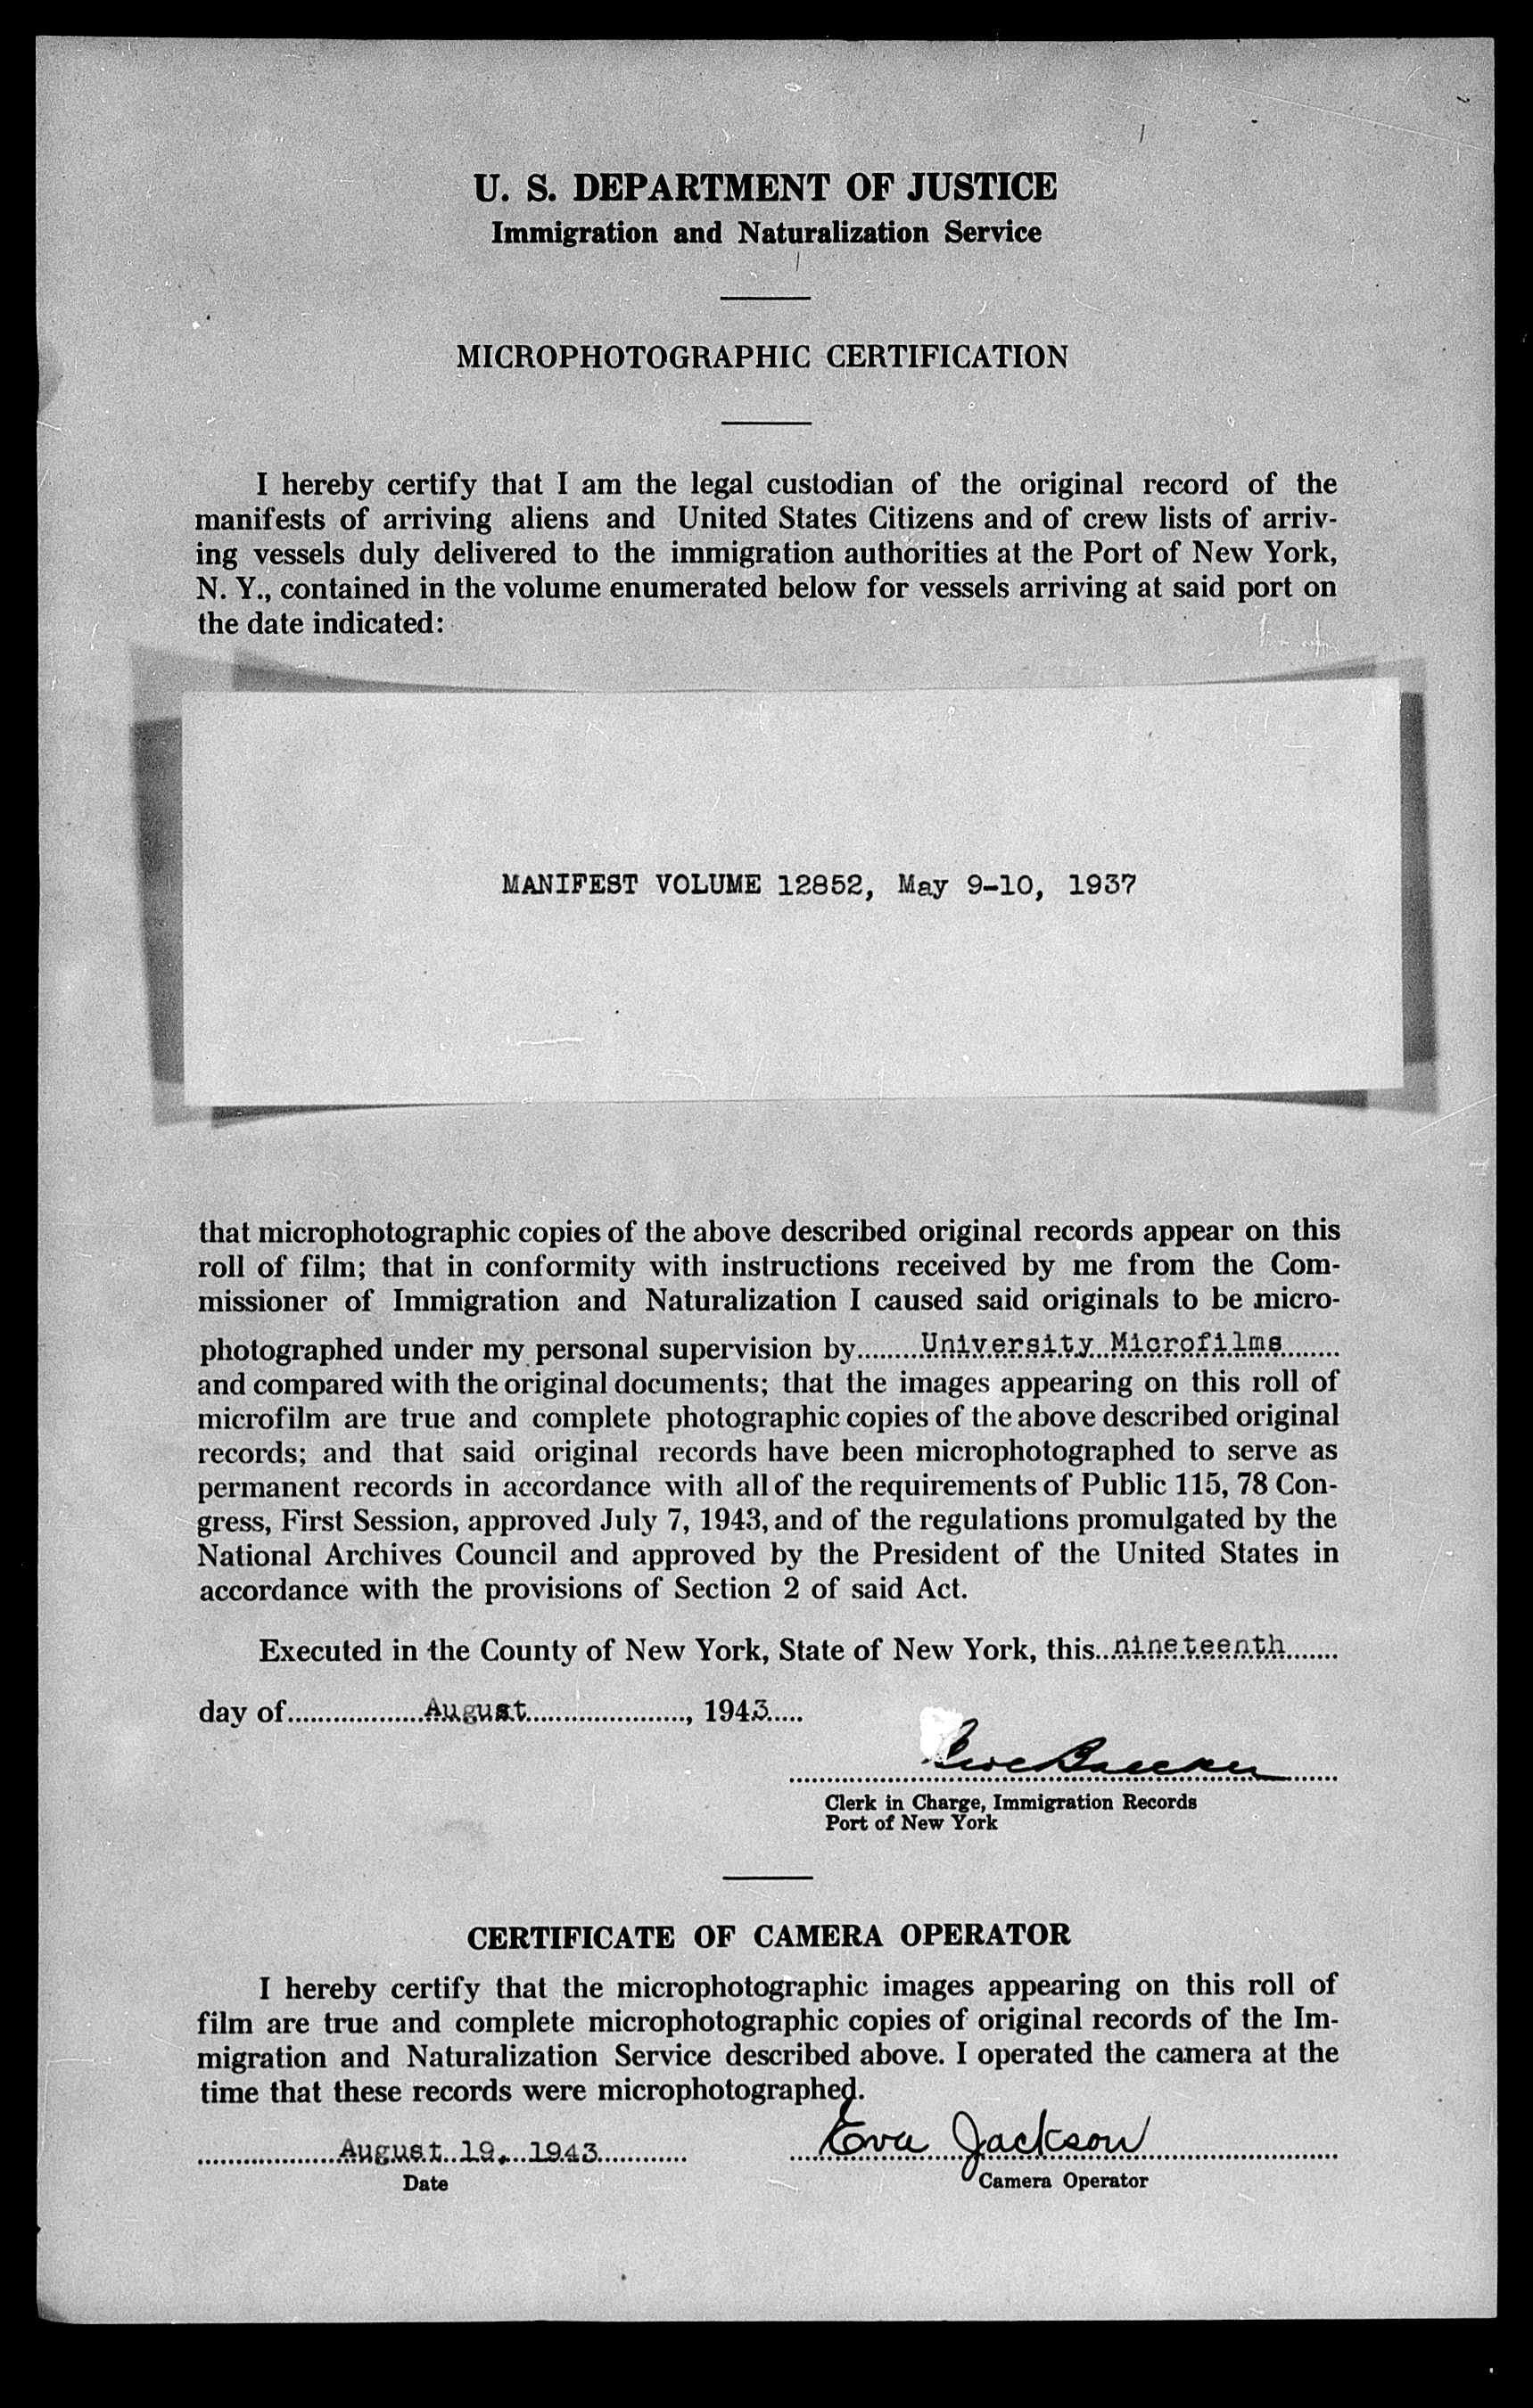 U. S. DEPARTMENT OF JUSTICE
Immigration and Naturalization Service
MICROPHOTOGRAPHIC CERTIFICATION
I hereby certify that I am the legal custodian of the original record of the
manifests of arriving aliens and United States Citizens and of crew lists of arriv-
ing vessels duly delivered to the immigration authorities at the Port of New York,
N. Y., contained in the volume enumerated below for vessels arriving at said port on
the date indicated:
MANIFEST VOLUME 12852, May 9-10, 1937
that microphotographic copies of the above described original records appear on this
roll of film; that in conformity with instructions received by me from the Com-
missioner of Immigration and Naturalization I caused said originals to be micro-
photographed under my personal supervision by.........University Microfilms........
and compared with the original documents; that the images appearing on this roll of
microfilm are true and complete photographic copies of the above described original
records; and that said original records have been microphotographed to serve as
permanent records in accordance with all of the requirements of Public 115, 78 Con-
gress, First Session, approved July 7, 1943, and of the regulations promulgated by the
National Archives Council and approved by the President of the United States in
accordance with the provisions of Section 2 of said Act.
Executed in the County of New York, State of New York, this..nineteenth.......
day of..................August......................, 1943.....
Clerk in Charge, Immigration Records
Port of New York
CERTIFICATE OF CAMERA OPERATOR
I hereby certify that the microphotographic images appearing on this roll of
film are true and complete microphotographic copies of original records of the Im-
migration and Naturalization Service described above. I operated the camera at the
time that these records were microphotographed.
August 19, 1943 Eva Jackson
Date Camera Operator